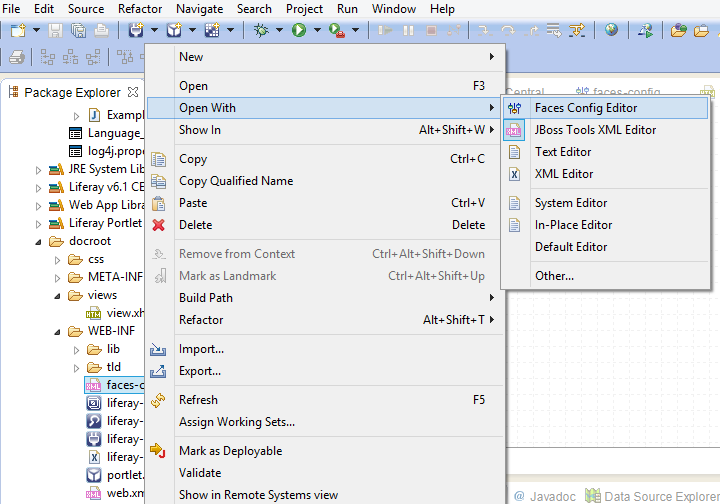 File Edit Source Refactor Navigate Search Project Run Window Help
Package Explorer
Exampl
Language_
log4j.prope
JRE System Lib
Liferay v6.1 CE
Web App Libra
Liferay Portlet
docroot
css
META-INF
views
view.xh
WEB-INF
lib
tld
faces-c
liferay-
liferay-
liferay-
liferay-
portlet.
web.xm
New
Open F3
Open With
Show In Alt+Shift+W
Copy Ctrl+C
Copy Qualified Name
Paste Ctrl+V
Delete Delete
Remove from Context Ctrl+Alt+Shift+Down
Mark as Landmark Ctrl+Alt+Shift+Up
Build Path
Refactor Alt+Shift+T
Import...
Export...
Refresh F5
Assign Working Sets...
Mark as Deployable
Validate
Show in Remote Systems view
Central faces-config
Faces Config Editor
JBoss Tools XML Editor
Text Editor
XML Editor
System Editor
In-Place Editor
Default Editor
Other...
@ Javadoc Data Source Explorer